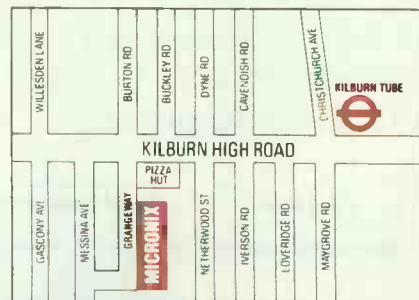 WILLESDEN LANE
BURTON RD
BUCKLEY RD
DYNE RD
CAVENDISH RD
CHRISTCHURCH AVE
KILBURN TUBE
KILBURN HIGH ROAD
PIZZA
HUT
GASCONY AVE
MESSINA AVE
GRANGEWAY
MICRONIX
NETHERWOOD ST
IVERSON RD
LOVERIDGE RD
MAYGROVE RD